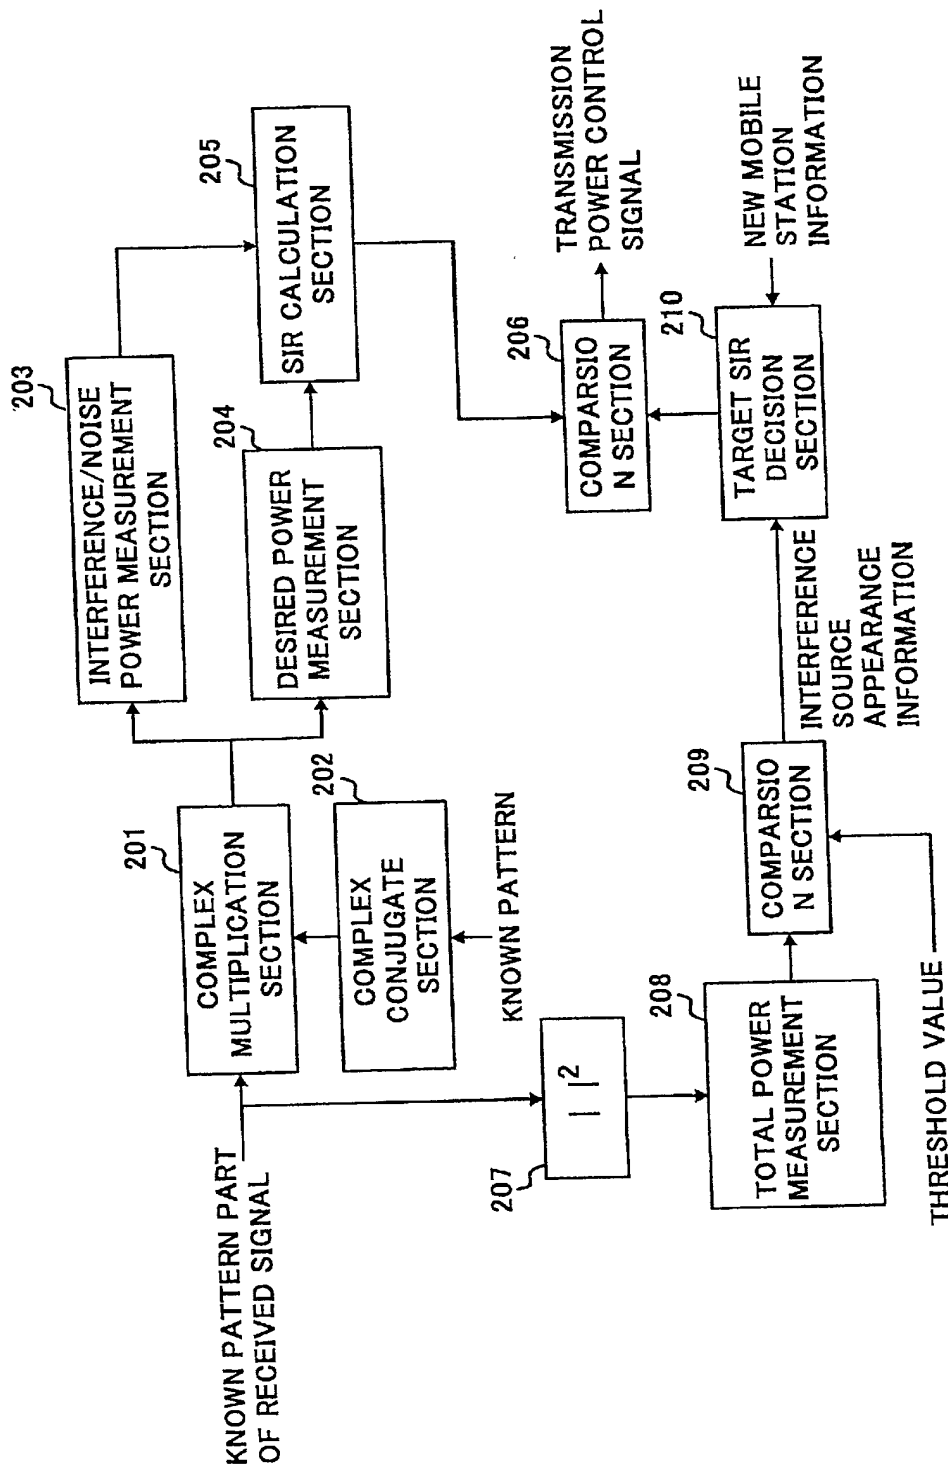 203
INTERFERENCE/NOISE
POWER MEASUREMENT
SECTION
205
SIR CALCULATION
SECTION
204
DESIRED POWER
MEASUREMENT
SECTION
201
COMPLEX
MULTIPLICATION
SECTION
202
COMPLEX
CONJUGATE
SECTION
KNOWN PATTERN
KNOWN PATTERN PART
OF RECEIVED SIGNAL
207
| |2
208
TOTAL POWER
MEASUREMENT
SECTION
209
COMPARSIO
N SECTION
THRESHOLD VALUE
INTERFERENCE
SOURCE
APPEARANCE
INFORMATION
206
COMPARSIO
N SECTION
TRANSMISSION
POWER CONTROL
SIGNAL
210
TARGET SIR
DECISION
SECTION
NEW MOBILE
STATION
INFORMATION